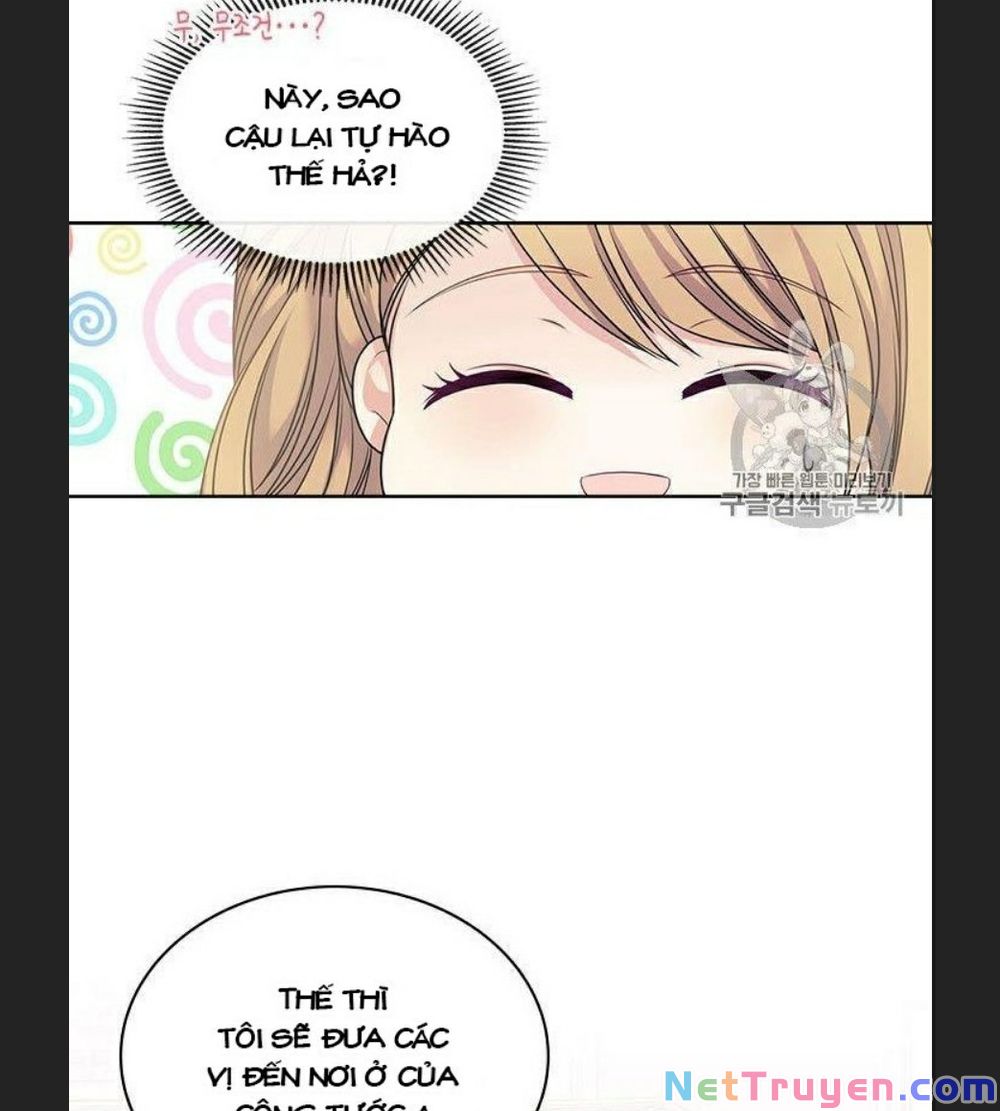 무, 무조건···?
NÀY, SAO
CẬU LẠI TỰ HÀO
THẾ HẢ?!
가장 빠른 웹툰 미리보기
구글검색 뉴토끼
THẾ THÌ
TÔI SẼ ĐƯA CÁC
VỊ ĐẾN NƠI Ở CỦA
CÔNG TƯỚC A
NetTruyen.com